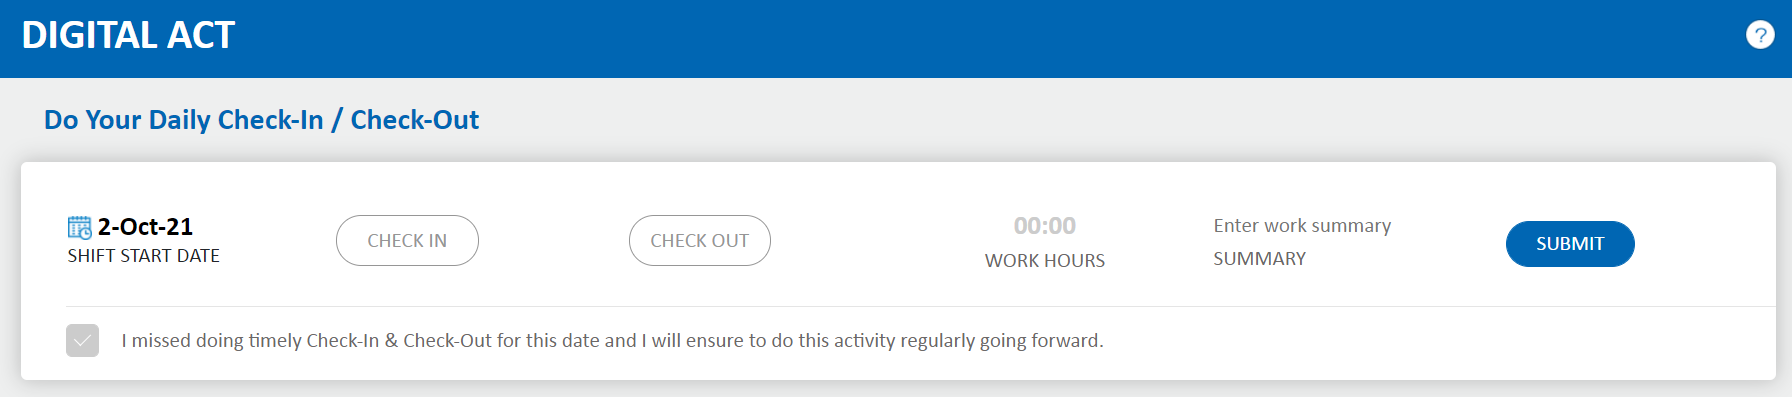 DIGITAL ACT
?
Do Your Daily Check-In / Check-Out
2-Oct-21
SHIFT START DATE
CHECK IN
CHECK OUT
00:00
WORK HOURS
Enter work summary
SUMMARY
SUBMIT
I missed doing timely Check-In & Check-Out for this date and I will ensure to do this activity regularly going forward.